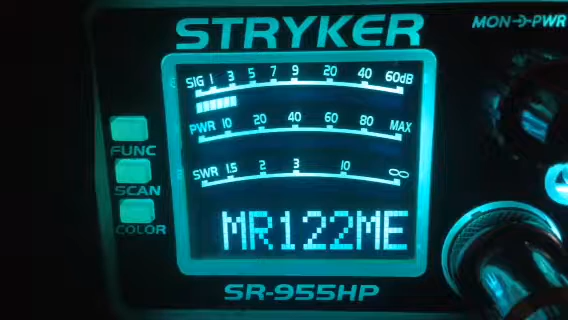 STRYKER
MON-PWR
SIG 1 3 5 7 9 20 40 60dB
PWR 10 20 40 60 80 MAX
SWR 1.5 2 3 10 ∞
FUNC
SCAN
COLOR
MR122ME
SR-955HP